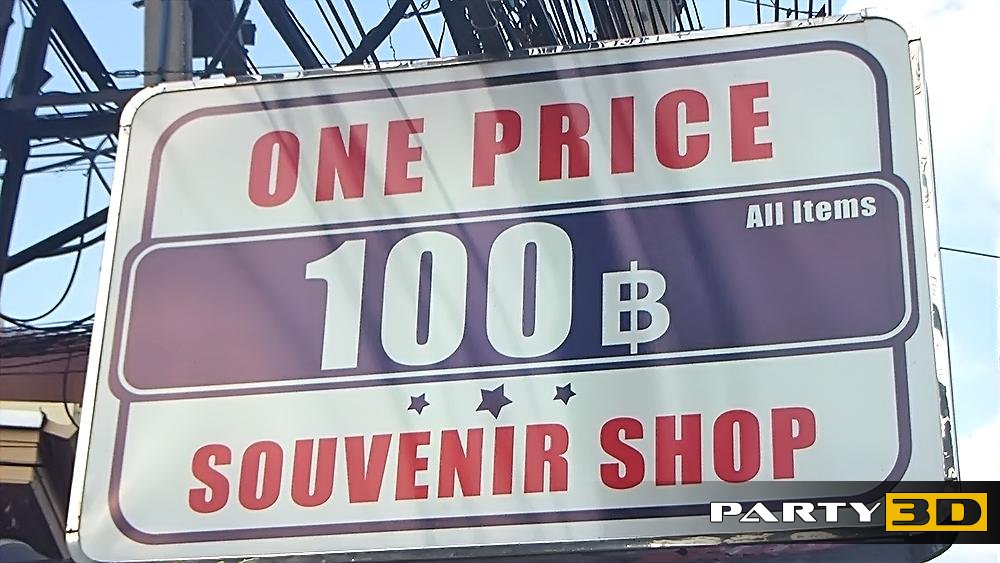 ONE PRICE
All Items
100 ฿
SOUVENIR SHOP
PARTY 3D